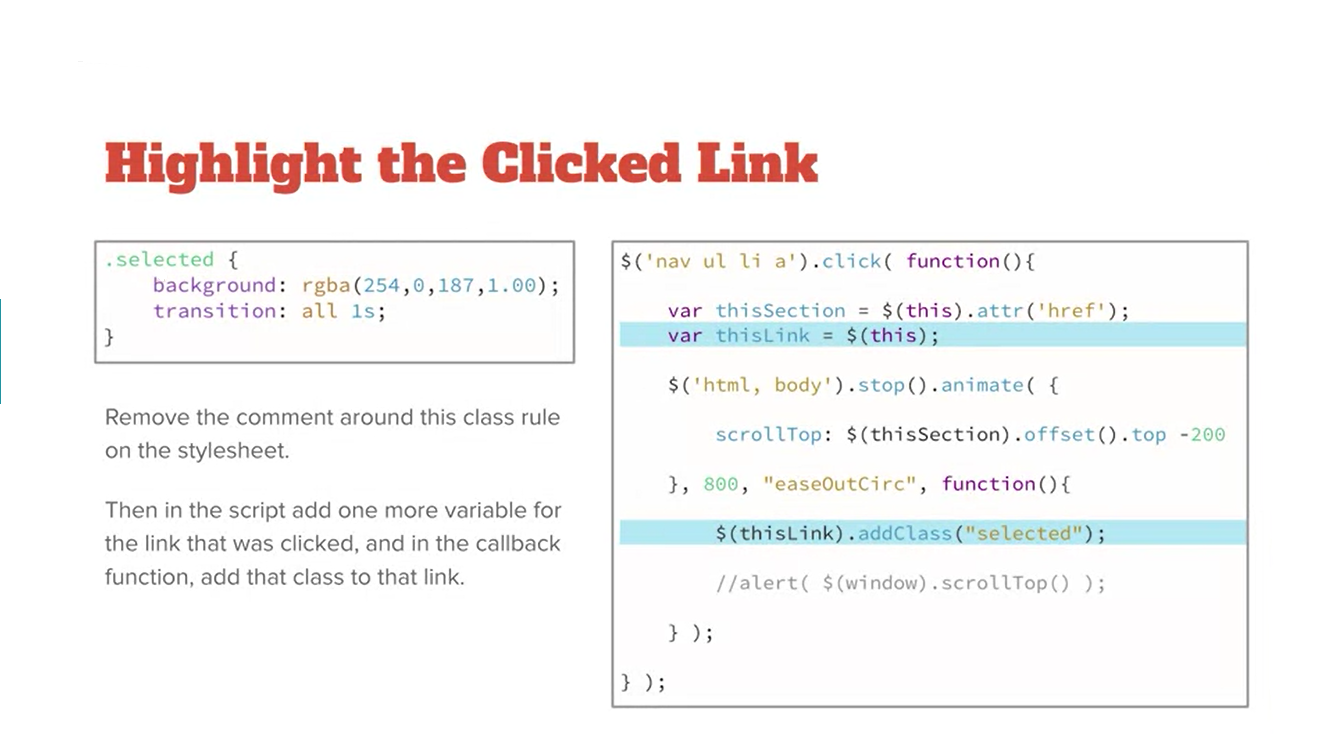 Highlight the Clicked Link
.selected {
background: rgba(254,0,187,1.00);
transition: all 1s;
}
Remove the comment around this class rule
on the stylesheet.
Then in the script add one more variable for
the link that was clicked, and in the callback
function, add that class to that link.
$('nav ul li a').click( function(){
var thisSection = $(this).attr('href');
var thisLink = $(this);
$('html, body').stop().animate( {
scrollTop: $(thisSection).offset().top -200
}, 800, "easeOutCirc", function(){
$(thisLink).addClass("selected");
//alert( $(window).scrollTop() );
} );
} );